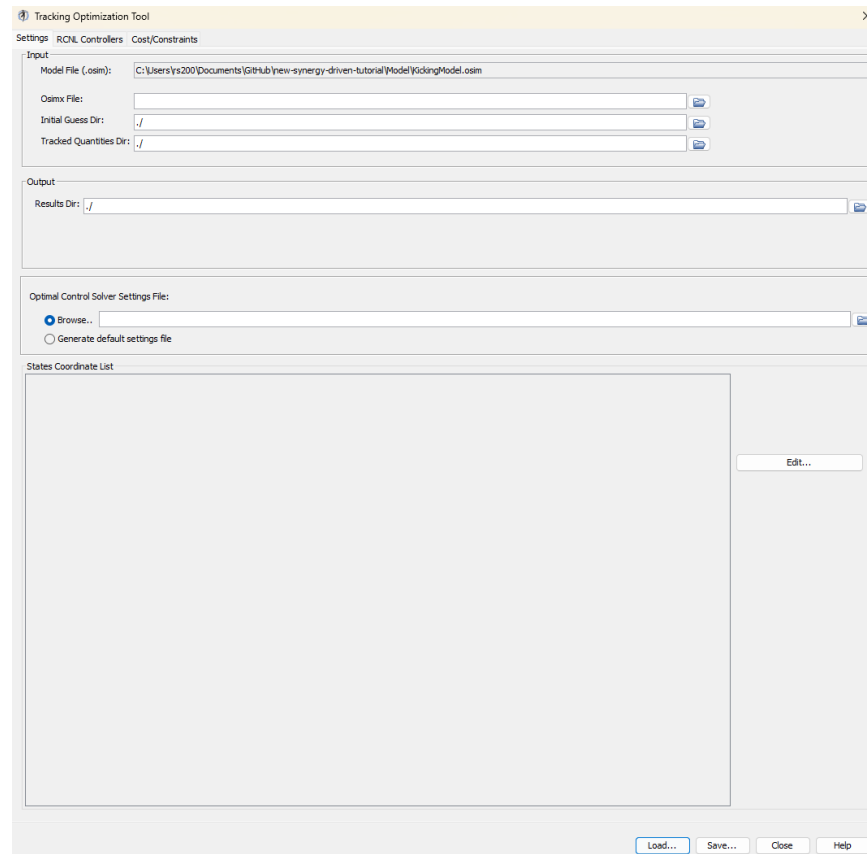 Tracking Optimization Tool
Settings RCNL Controllers Cost/Constraints
Input
Model File (.osim): C:\Users\rs200\Documents\GitHub\new-synergy-driven-tutorial\Model\KickingModel.osim
Osimx File:
Initial Guess Dir: ./
Tracked Quantities Dir: ./
Output
Results Dir: ./
Optimal Control Solver Settings File:
Browse..
Generate default settings file
States Coordinate List
Edit...
Load... Save... Close Help